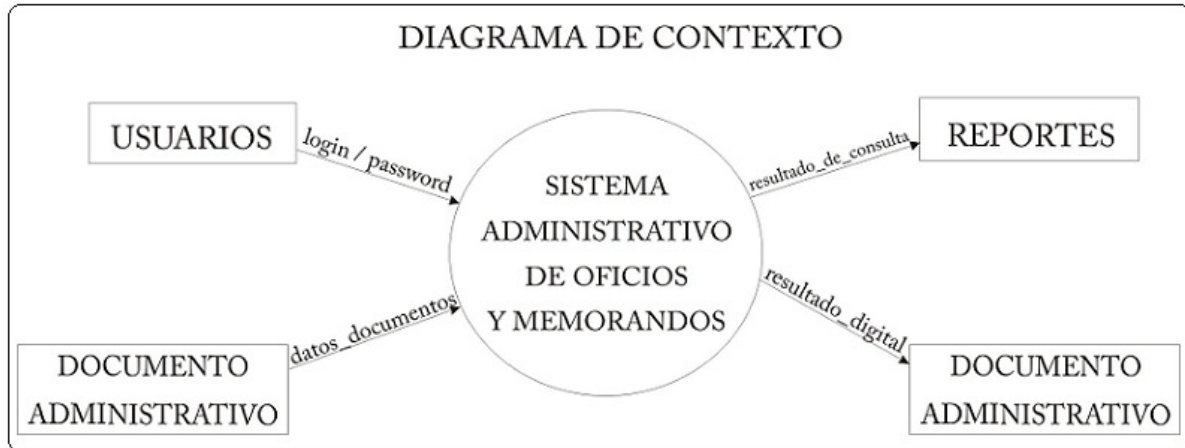 DIAGRAMA DE CONTEXTO
USUARIOS
login / password
SISTEMA
ADMINISTRATIVO
DE OFICIOS
Y MEMORANDOS
resultado_de_consulta
REPORTES
datos_documentos
DOCUMENTO
ADMINISTRATIVO
resultado_digital
DOCUMENTO
ADMINISTRATIVO